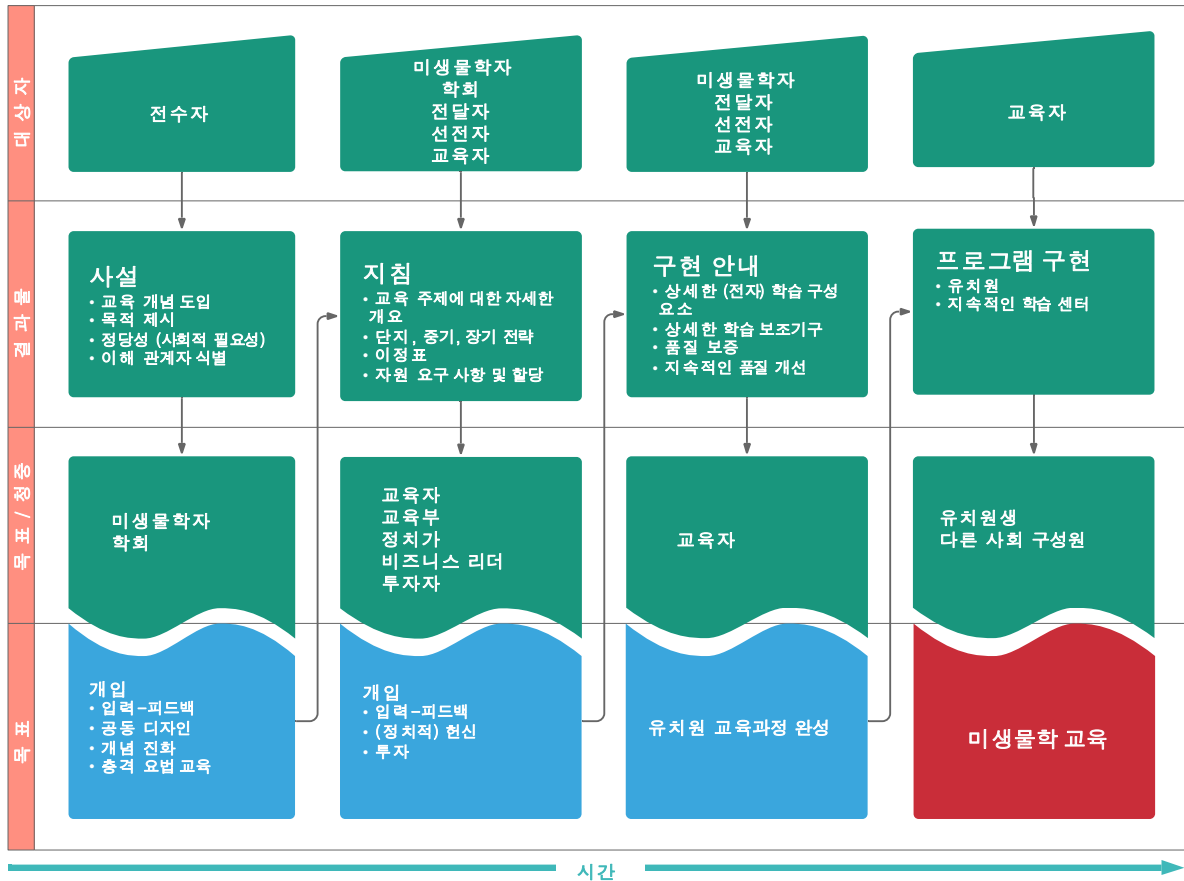 대상자
전수자
미생물학자
학회
전달자
선전자
교육자
미생물학자
전달자
선전자
교육자
교육자
결과물
사설
• 교육 개념 도입
• 목적 제시
• 정당성 (사회적 필요성)
• 이해 관계자 식별
지침
• 교육 주제에 대한 자세한
개요
• 단지, 중기, 장기 전략
• 이정표
• 자원 요구 사항 및 할당
구현 안내
• 상세한 (전자) 학습 구성
요소
• 상세한 학습 보조기구
• 품질 보증
• 지속적인 품질 개선
프로그램 구현
• 유치원
• 지속적인 학습 센터
목표/청중
미생물학자
학회
교육자
교육부
정치가
비즈니스 리더
투자자
교육자
유치원생
다른 사회 구성원
목표
개입
• 입력-피드백
• 공동 디자인
• 개념 진화
• 충격 요법 교육
개입
• 입력-피드백
• (정치적) 헌신
• 투자
유치원 교육과정 완성
미생물학 교육
시간